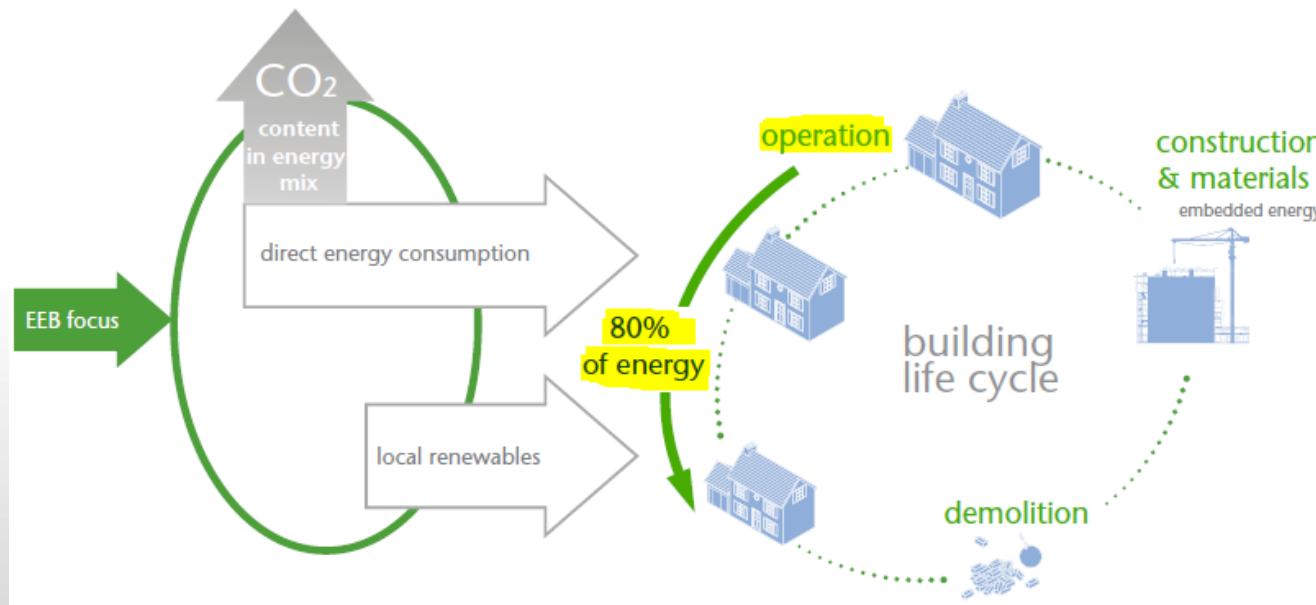 CO2
content
in energy
mix
direct energy consumption
EEB focus
local renewables
operation
80%
of energy
construction
& materials
embedded energy
building
life cycle
demolition